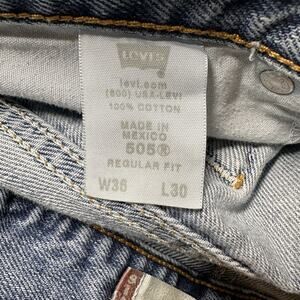 LEVI'S
levi.com
(800) USA-LEVI
100% COTTON
MADE IN
MEXICO
505®
REGULAR FIT
W36 L30